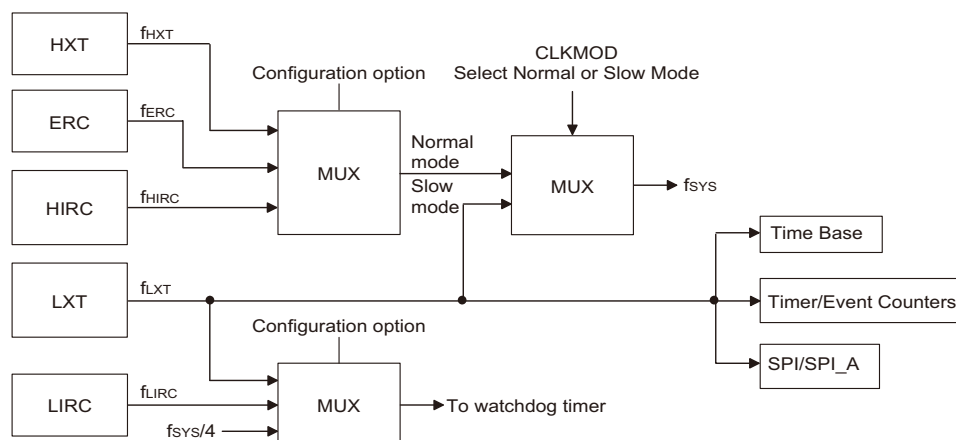 HXT
fHXT
CLKMOD
Select Normal or Slow Mode
Configuration option
ERC
fERC
MUX
Normal
mode
Slow
mode
MUX
fSYS
HIRC
fHIRC
Time Base
LXT
fLXT
Timer/Event Counters
Configuration option
SPI/SPI_A
LIRC
fLIRC
MUX
To watchdog timer
fSYS/4